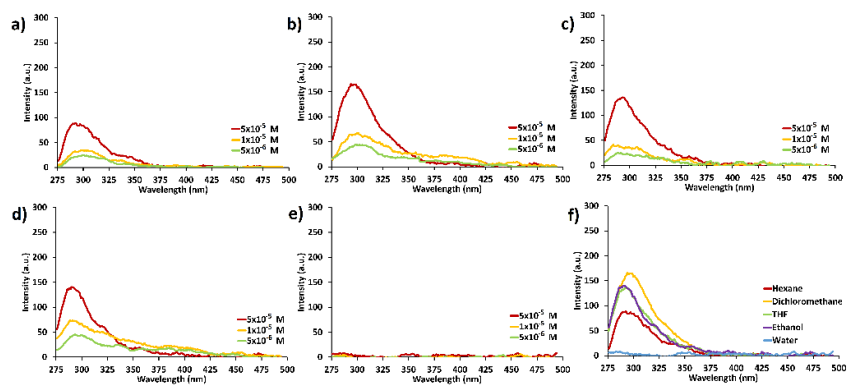 a)
Intensity (a.u.)
300
250
200
150
100
50
0
5x10⁻⁵ M
1x10⁻⁵ M
5x10⁻⁶ M
275 300 325 350 375 400 425 450 475 500
Wavelength (nm)
b)
Intensity (a.u.)
300
250
200
150
100
50
0
5x10⁻⁵ M
1x10⁻⁵ M
5x10⁻⁶ M
275 300 325 350 375 400 425 450 475 500
Wavelength (nm)
c)
Intensity (a.u.)
300
250
200
150
100
50
0
5x10⁻⁵ M
1x10⁻⁵ M
5x10⁻⁶ M
275 300 325 350 375 400 425 450 475 500
Wavelength (nm)
d)
Intensity (a.u.)
300
250
200
150
100
50
0
5x10⁻⁵ M
1x10⁻⁵ M
5x10⁻⁶ M
275 300 325 350 375 400 425 450 475 500
Wavelength (nm)
e)
Intensity (a.u.)
300
250
200
150
100
50
0
5x10⁻⁵ M
1x10⁻⁵ M
5x10⁻⁶ M
275 300 325 350 375 400 425 450 475 500
Wavelength (nm)
f)
Intensity (a.u.)
300
250
200
150
100
50
0
Hexane
Dichloromethane
THF
Ethanol
Water
275 300 325 350 375 400 425 450 475 500
Wavelength (nm)